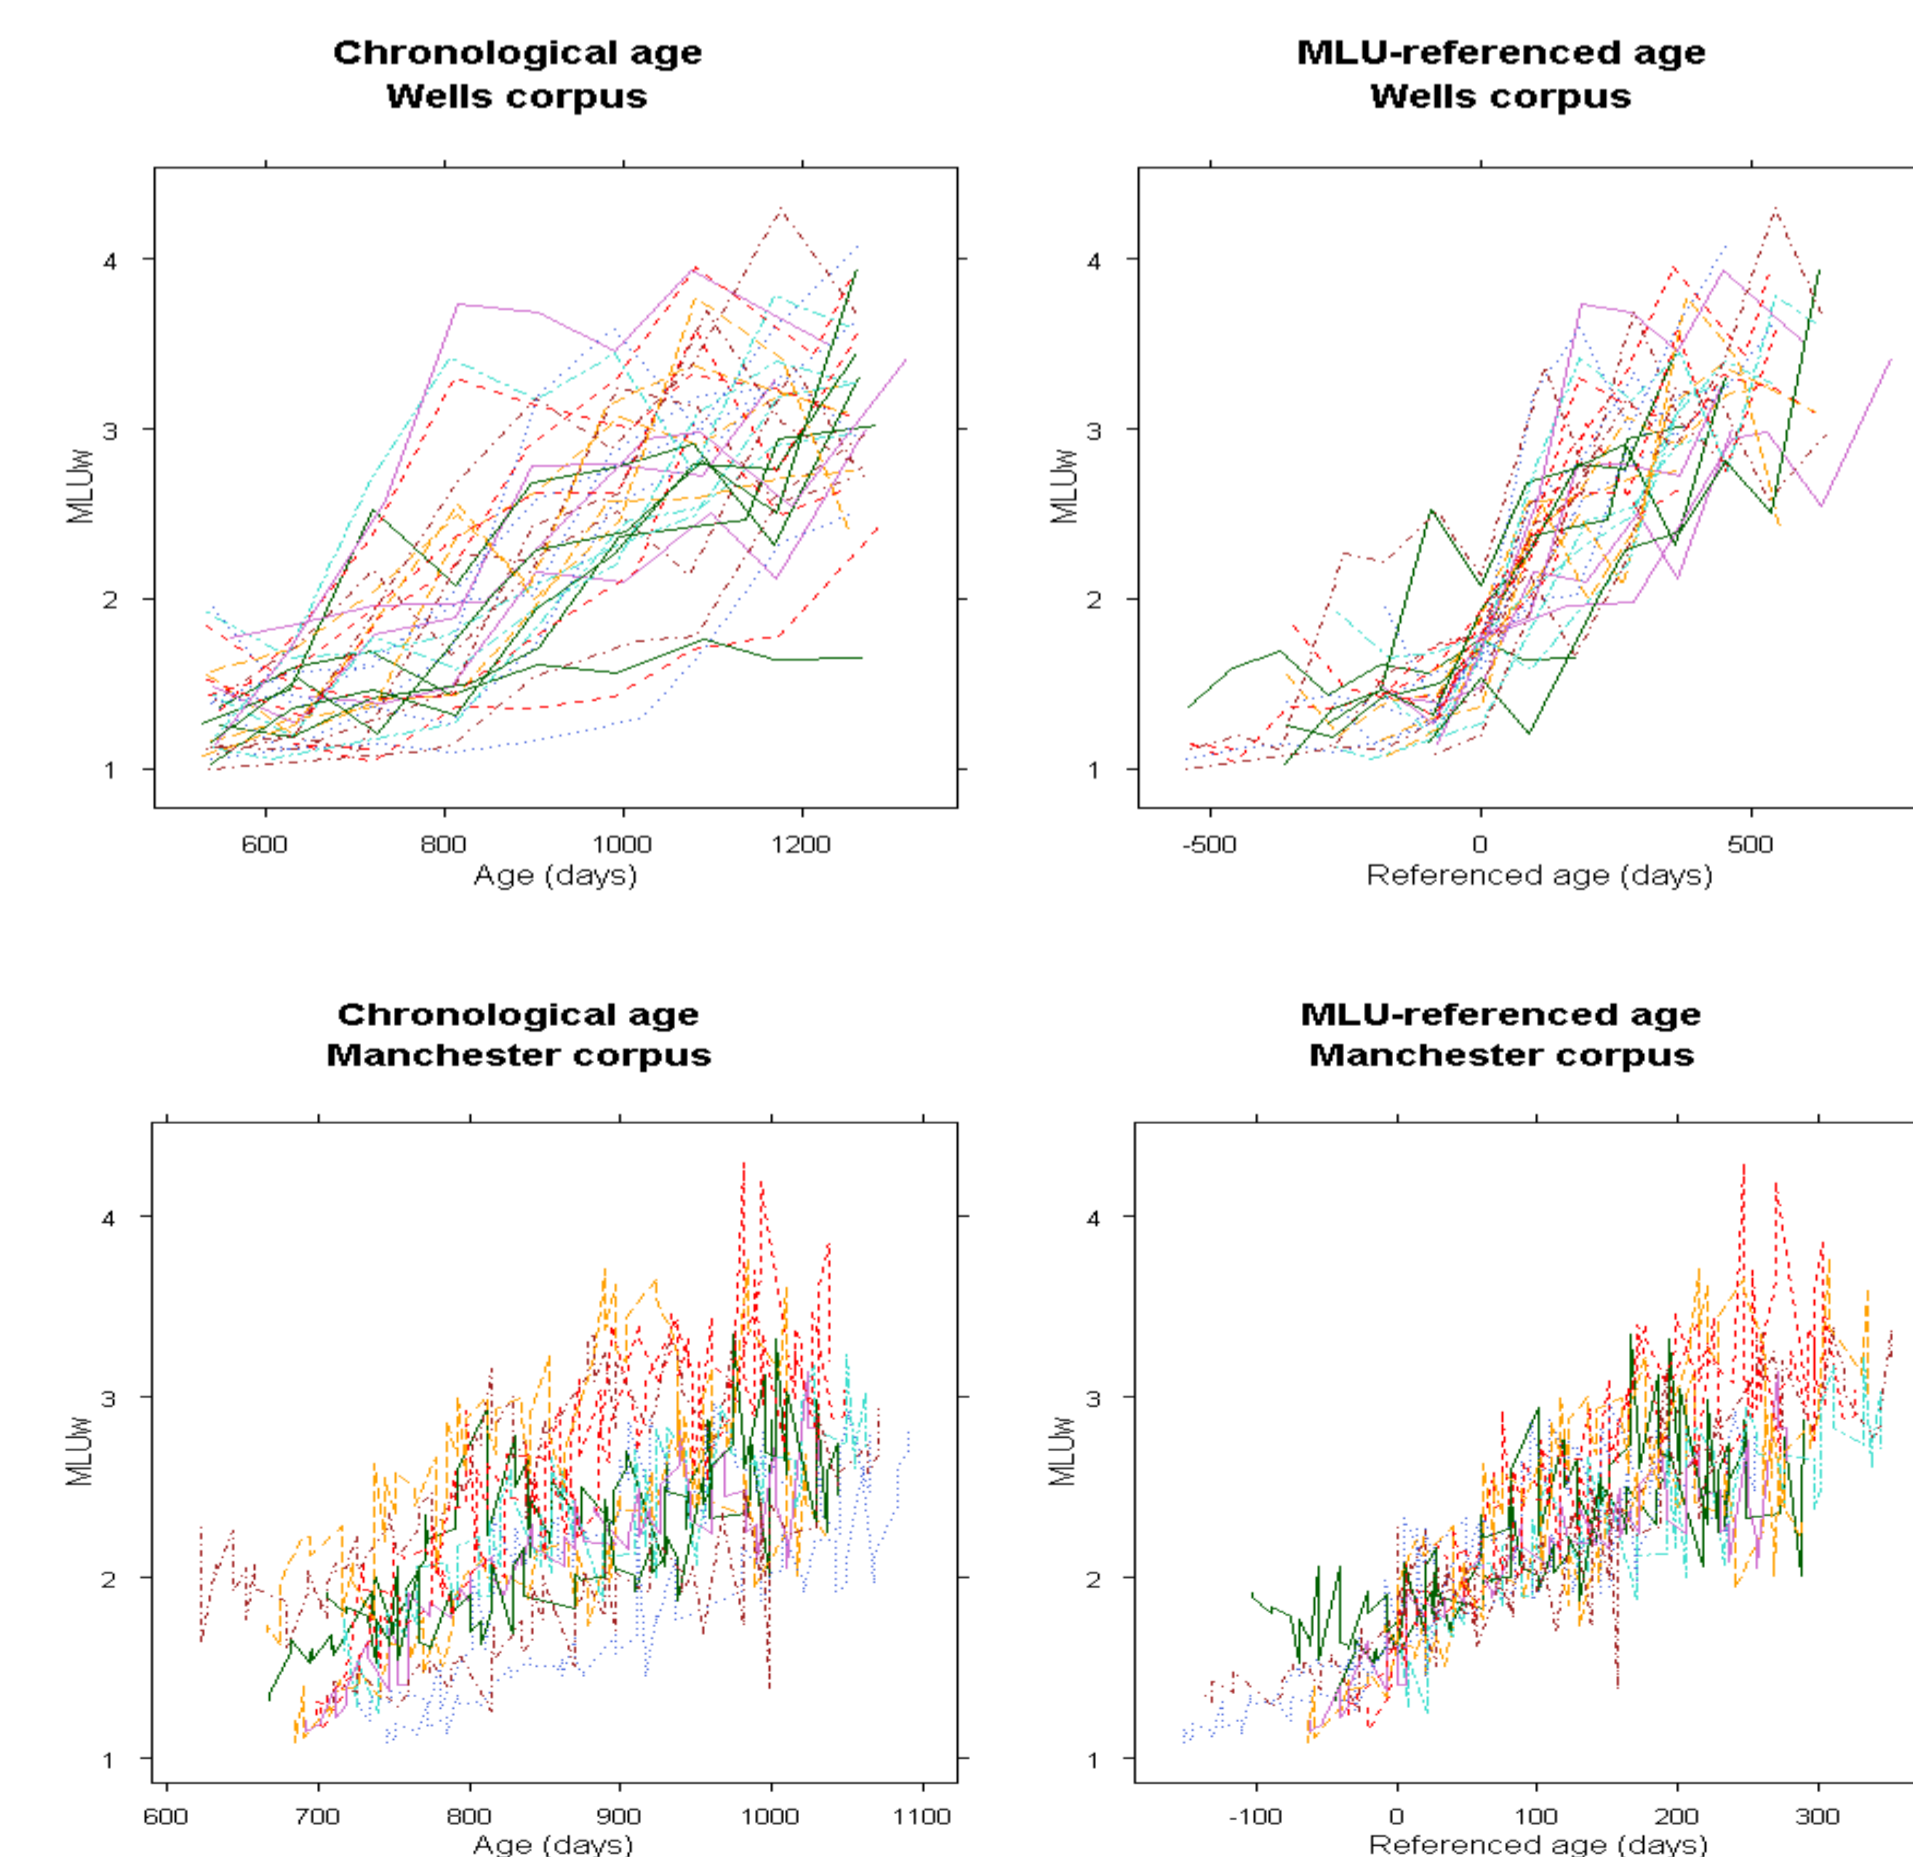 Chronological age
Wells corpus
MLUw
4
3
2
1
600 800 1000 1200
Age (days)
MLU-referenced age
Wells corpus
MLUw
4
3
2
1
-500 0 500
Referenced age (days)
Chronological age
Manchester corpus
MLUw
4
3
2
1
600 700 800 900 1000 1100
Age (days)
MLU-referenced age
Manchester corpus
MLUw
4
3
2
1
-100 0 100 200 300
Referenced age (days)